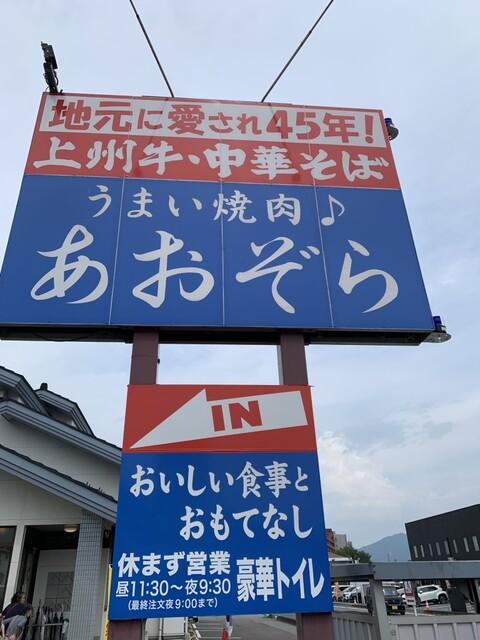 地元に愛され45年!
上州牛・中華そば
うまい焼肉♪
あおぞら
IN
おいしい食事と
おもてなし
休まず営業
昼11:30〜夜9:30
(最終注文夜9:00まで)
豪華トイレ